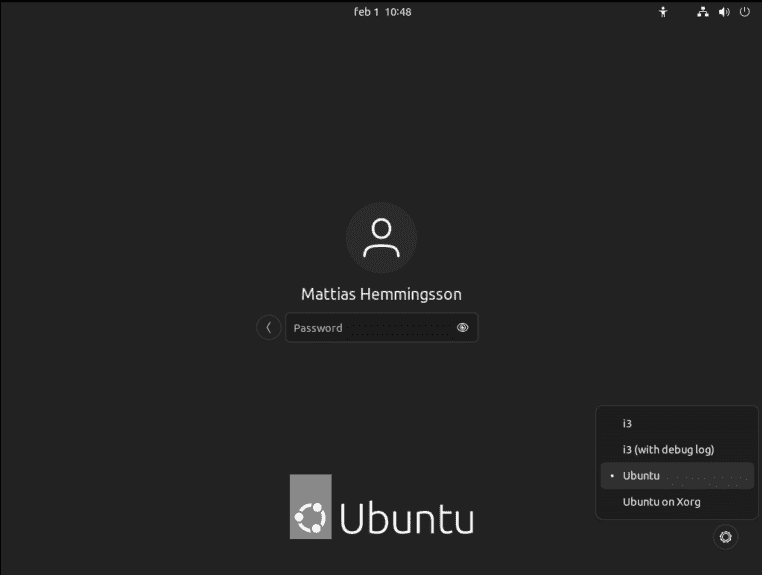 feb 1 10:48
Mattias Hemmingsson
Password
i3
i3 (with debug log)
Ubuntu
Ubuntu on Xorg
Ubuntu